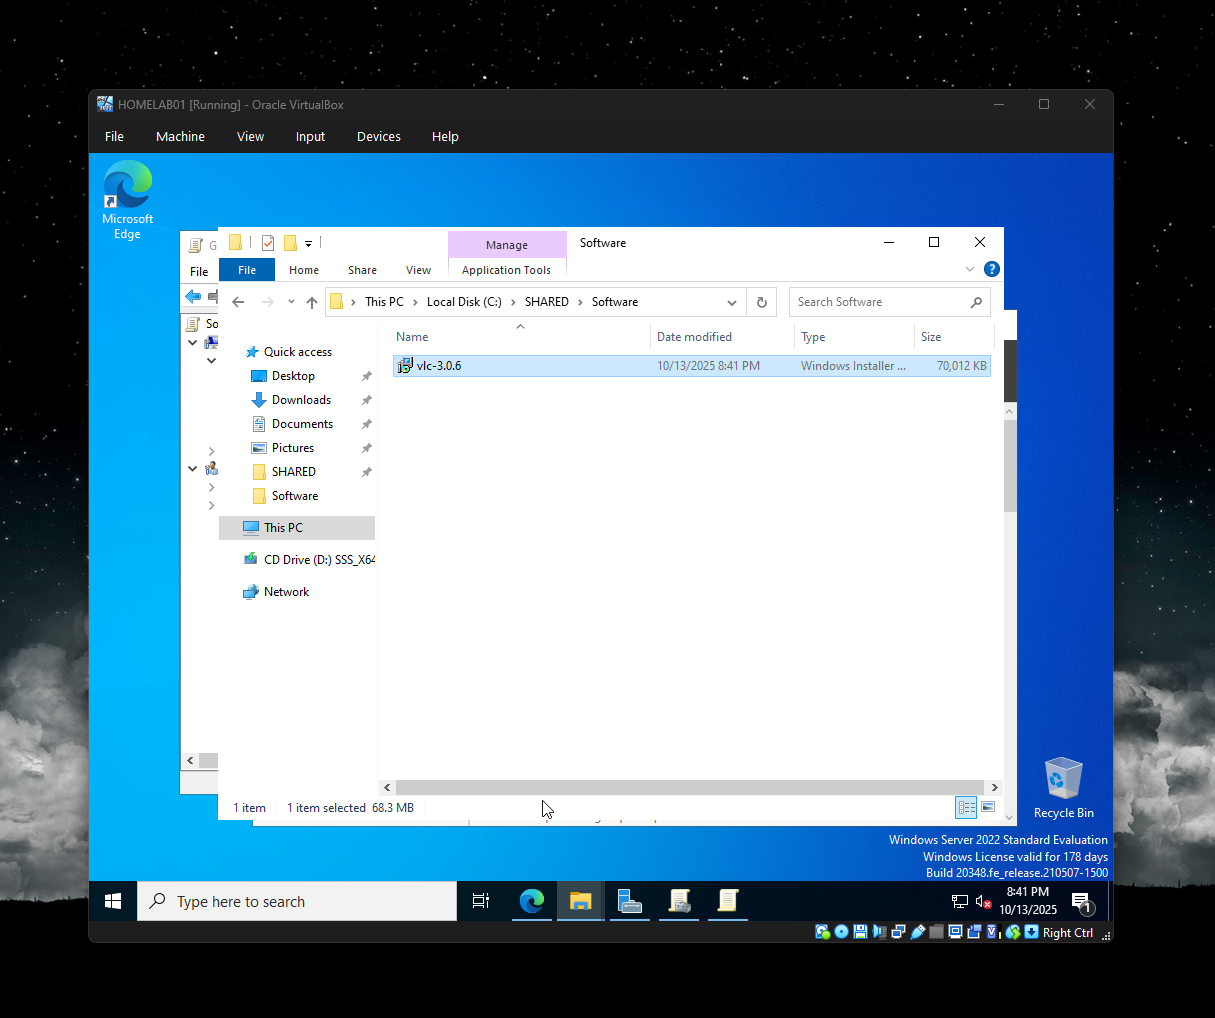 HOMELAB01 [Running] - Oracle VirtualBox
File Machine View Input Devices Help
Microsoft
Edge
G
Manage
Software
File
File Home Share View Application Tools
This PC > Local Disk (C:) > SHARED > Software
Search Software
So
Name Date modified Type Size
Quick access
vlc-3.0.6 10/13/2025 8:41 PM Windows Installer ... 70,012 KB
Desktop
Downloads
Documents
Pictures
SHARED
Software
This PC
CD Drive (D:) SSS_X64
Network
1 item 1 item selected 68.3 MB
Recycle Bin
Windows Server 2022 Standard Evaluation
Windows License valid for 178 days
Build 20348.fe_release.210507-1500
Type here to search
8:41 PM
10/13/2025
1
Right Ctrl